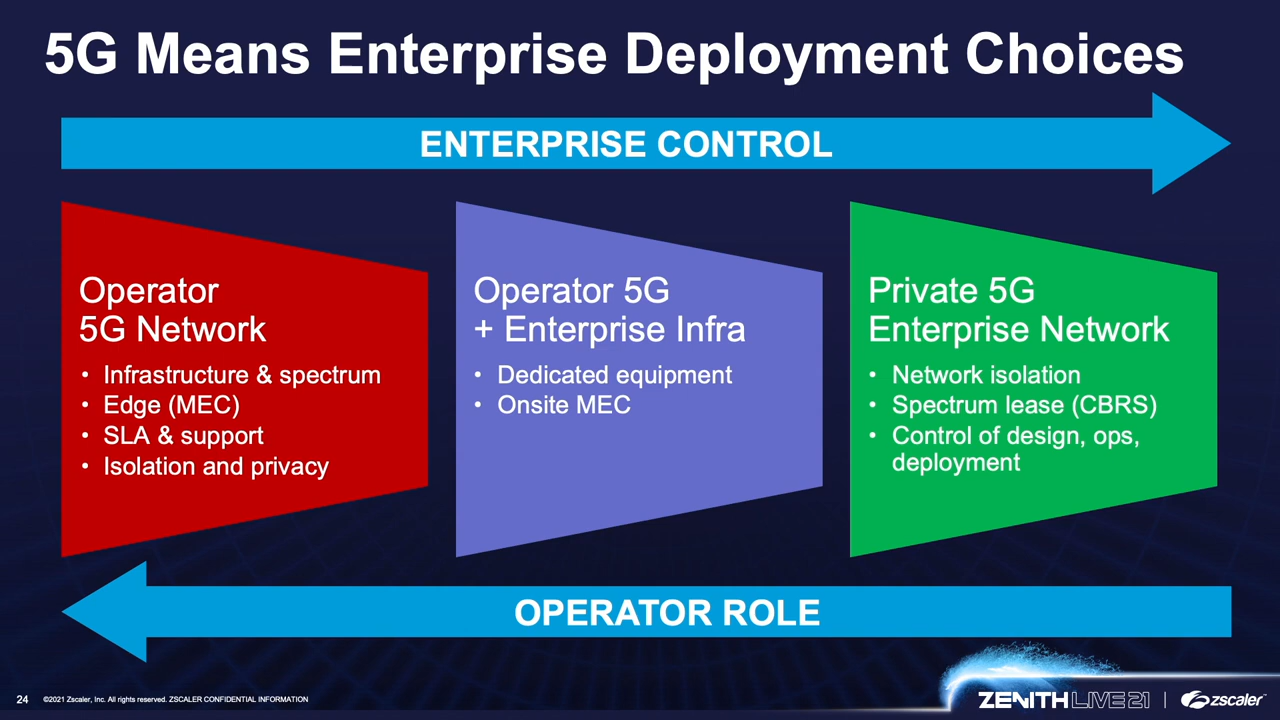 5G Means Enterprise Deployment Choices
ENTERPRISE CONTROL
Operator
5G Network
• Infrastructure & spectrum
• Edge (MEC)
• SLA & support
• Isolation and privacy
Operator 5G
+ Enterprise Infra
• Dedicated equipment
• Onsite MEC
Private 5G
Enterprise Network
• Network isolation
• Spectrum lease (CBRS)
• Control of design, ops,
deployment
OPERATOR ROLE
24 ©2021 Zscaler, Inc. All rights reserved. ZSCALER CONFIDENTIAL INFORMATION
ZENITH LIVE 21 | zscaler™